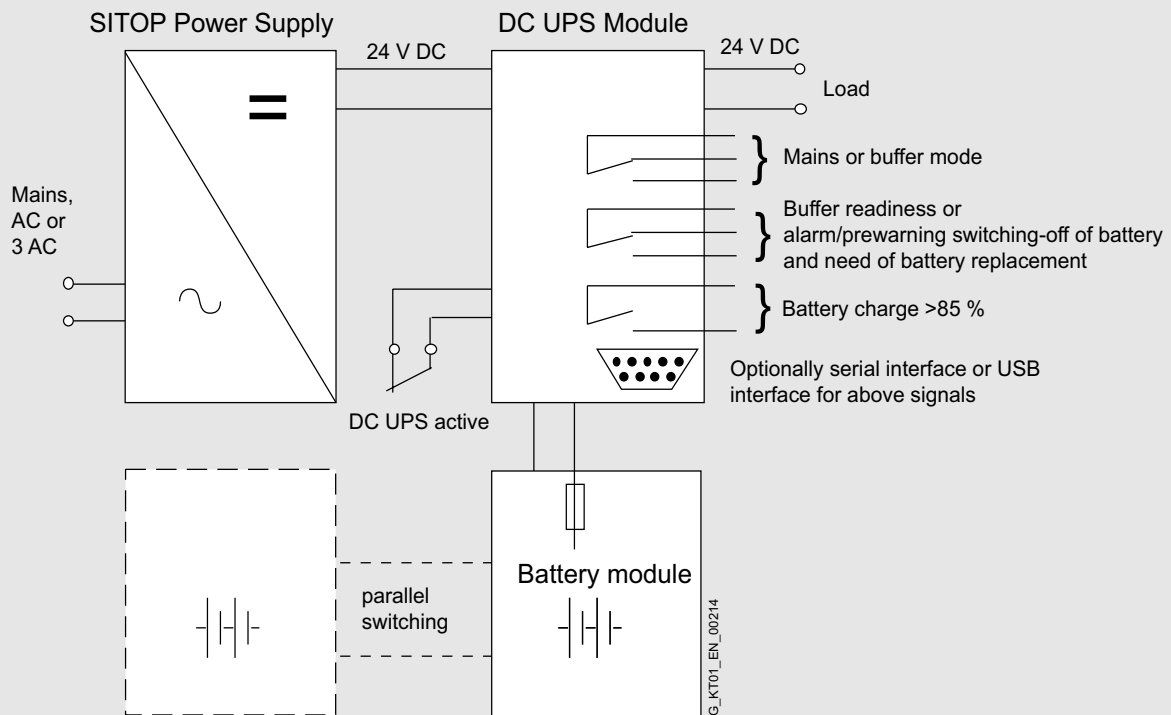 SITOP Power Supply
DC UPS Module
24 V DC
24 V DC
Load
Mains or buffer mode
Mains,
AC or
3 AC
Buffer readiness or
alarm/prewarning switching-off of battery
and need of battery replacement
Battery charge >85 %
Optionally serial interface or USB
interface for above signals
DC UPS active
Battery module
parallel
switching
G_KT01_EN_00214